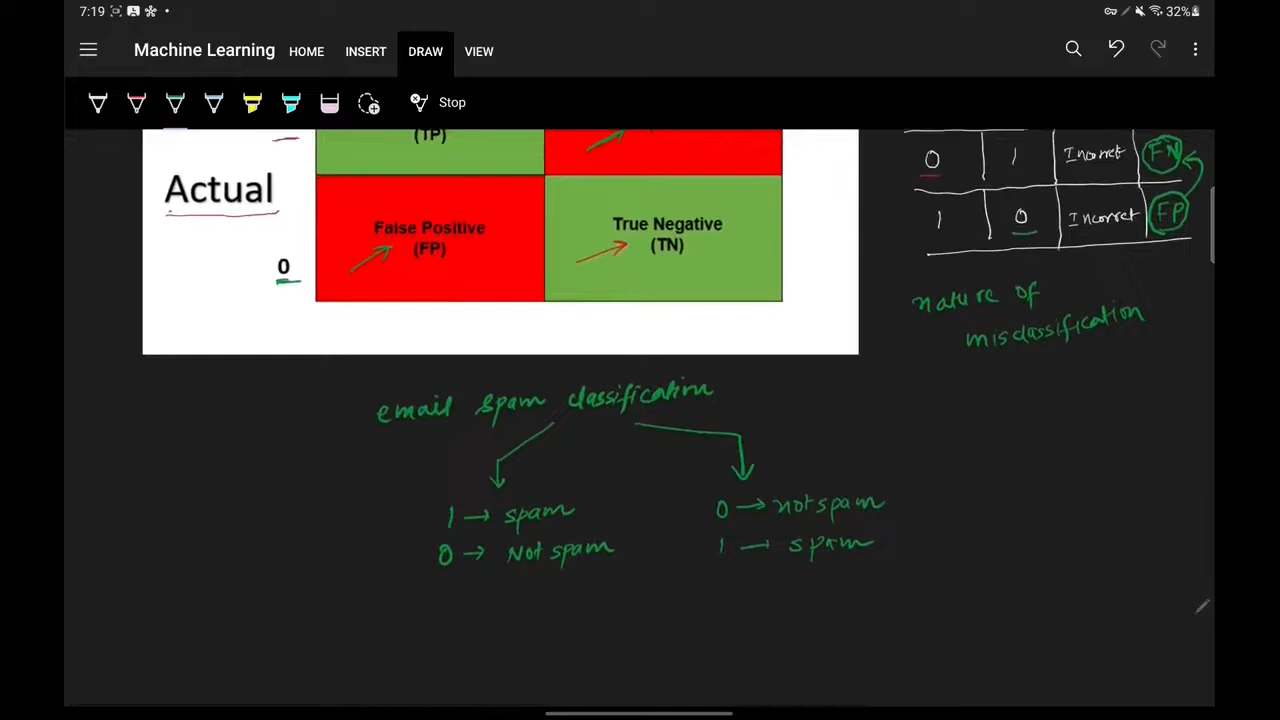 7:19 32%
Machine Learning HOME INSERT DRAW VIEW
Stop
(TP)
Actual
False Positive
(FP)
True Negative
(TN)
0
0 1 Incorret FN
1 0 Incorret FP
nature of
misclassification
email spam classification
1 → spam
0 → Not spam
0 → not spam
1 → spam